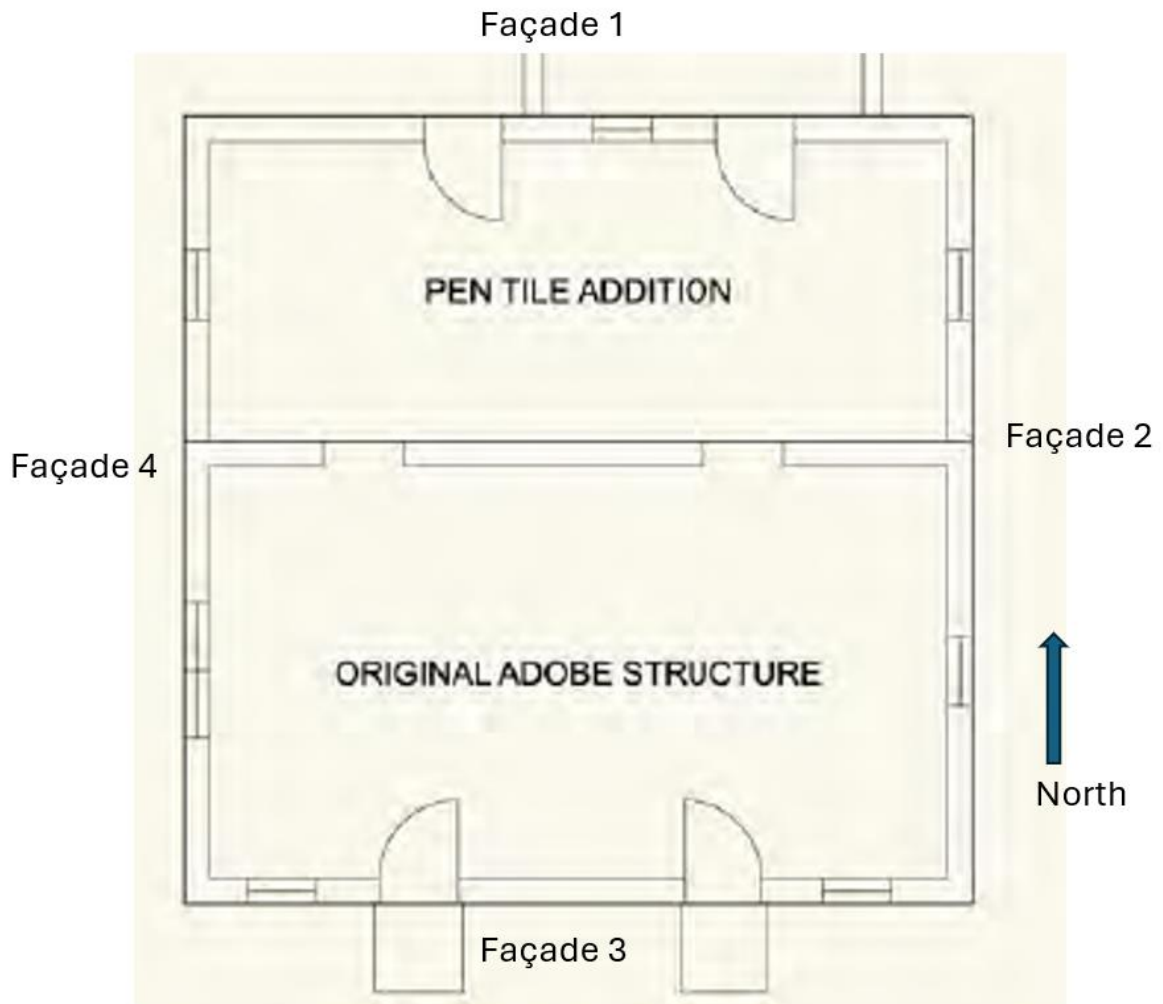 Façade 1
PEN TILE ADDITION
Façade 2
Façade 4
ORIGINAL ADOBE STRUCTURE
North
Façade 3